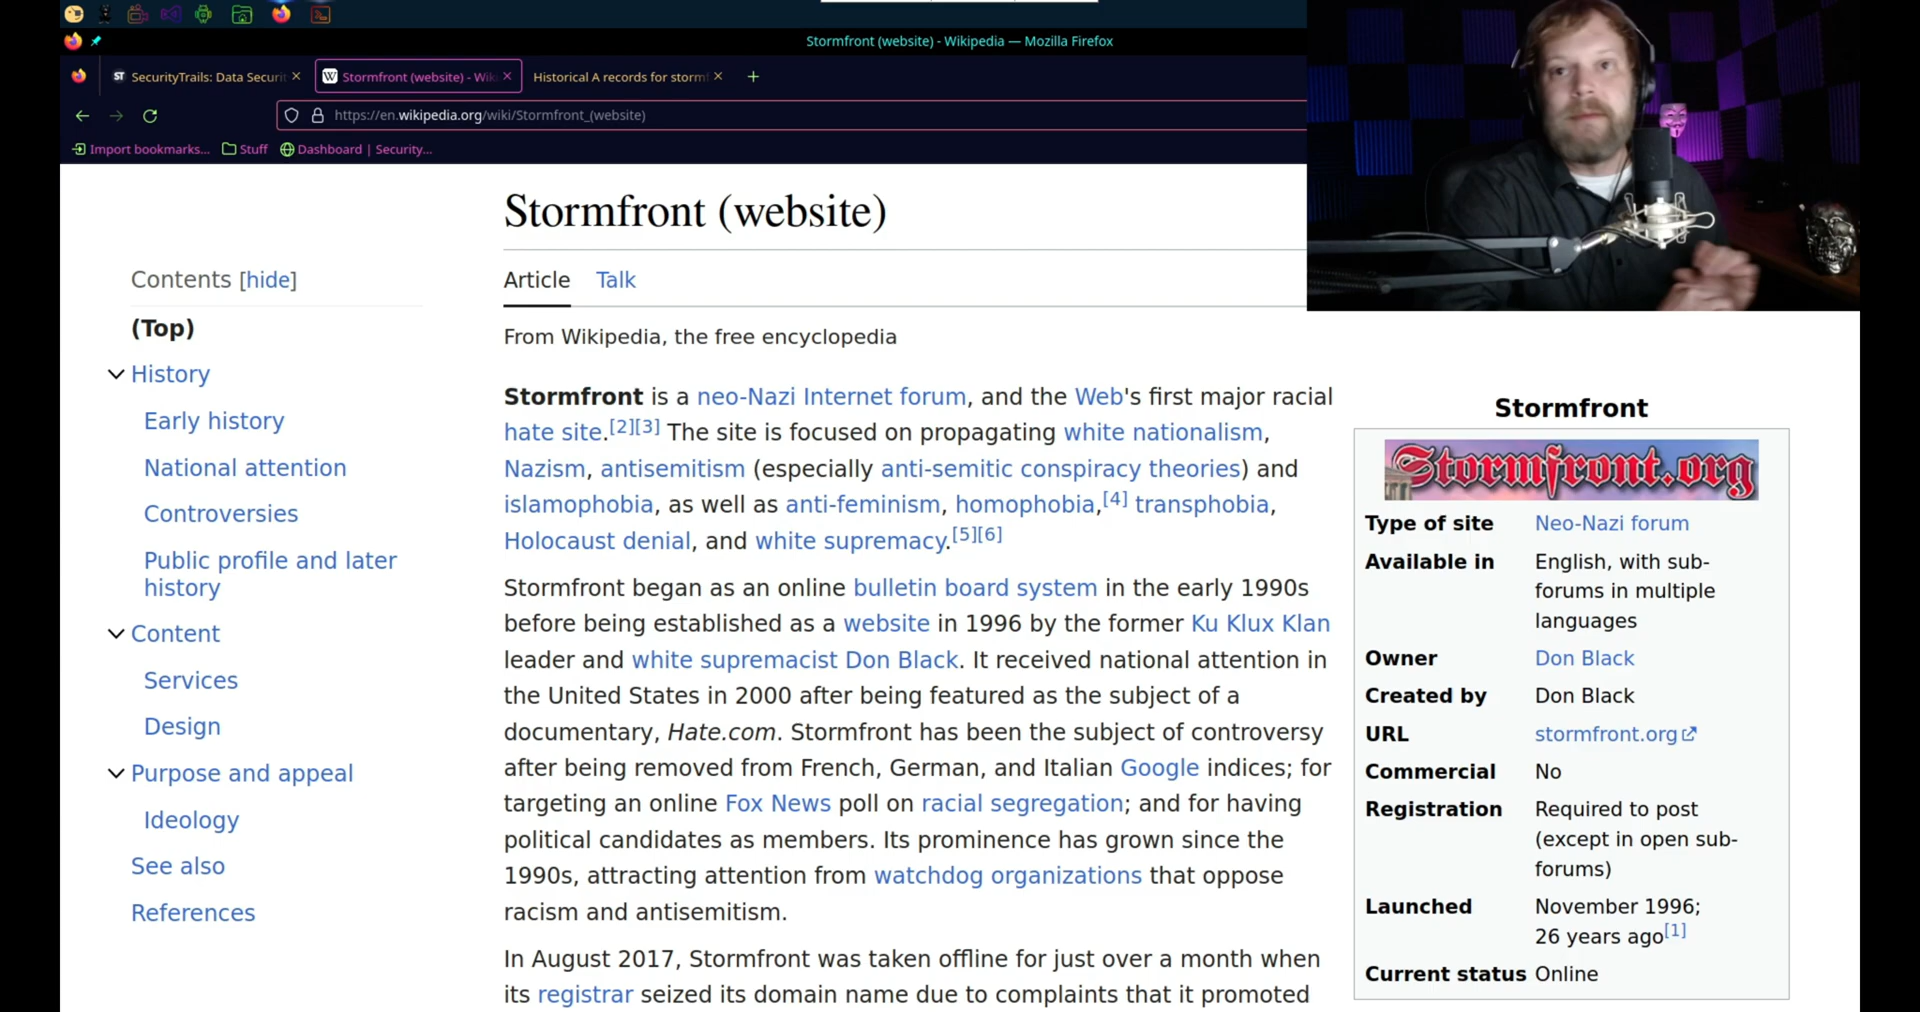 Stormfront (website) - Wikipedia — Mozilla Firefox
SecurityTrails: Data Securit
Stormfront (website) - Wik
Historical A records for stormf
https://en.wikipedia.org/wiki/Stormfront_(website)
Import bookmarks...
Stuff
Dashboard | Security...
Stormfront (website)
Contents [hide]
(Top)
History
Early history
National attention
Controversies
Public profile and later
history
Content
Services
Design
Purpose and appeal
Ideology
See also
References
Article Talk
From Wikipedia, the free encyclopedia
Stormfront is a neo-Nazi Internet forum, and the Web's first major racial
hate site.[2][3] The site is focused on propagating white nationalism,
Nazism, antisemitism (especially anti-semitic conspiracy theories) and
islamophobia, as well as anti-feminism, homophobia,[4] transphobia,
Holocaust denial, and white supremacy.[5][6]
Stormfront began as an online bulletin board system in the early 1990s
before being established as a website in 1996 by the former Ku Klux Klan
leader and white supremacist Don Black. It received national attention in
the United States in 2000 after being featured as the subject of a
documentary, Hate.com. Stormfront has been the subject of controversy
after being removed from French, German, and Italian Google indices; for
targeting an online Fox News poll on racial segregation; and for having
political candidates as members. Its prominence has grown since the
1990s, attracting attention from watchdog organizations that oppose
racism and antisemitism.
In August 2017, Stormfront was taken offline for just over a month when
its registrar seized its domain name due to complaints that it promoted
Stormfront
Stormfront.org
Type of site Neo-Nazi forum
Available in English, with sub-
forums in multiple
languages
Owner Don Black
Created by Don Black
URL stormfront.org
Commercial No
Registration Required to post
(except in open sub-
forums)
Launched November 1996;
26 years ago[1]
Current status Online